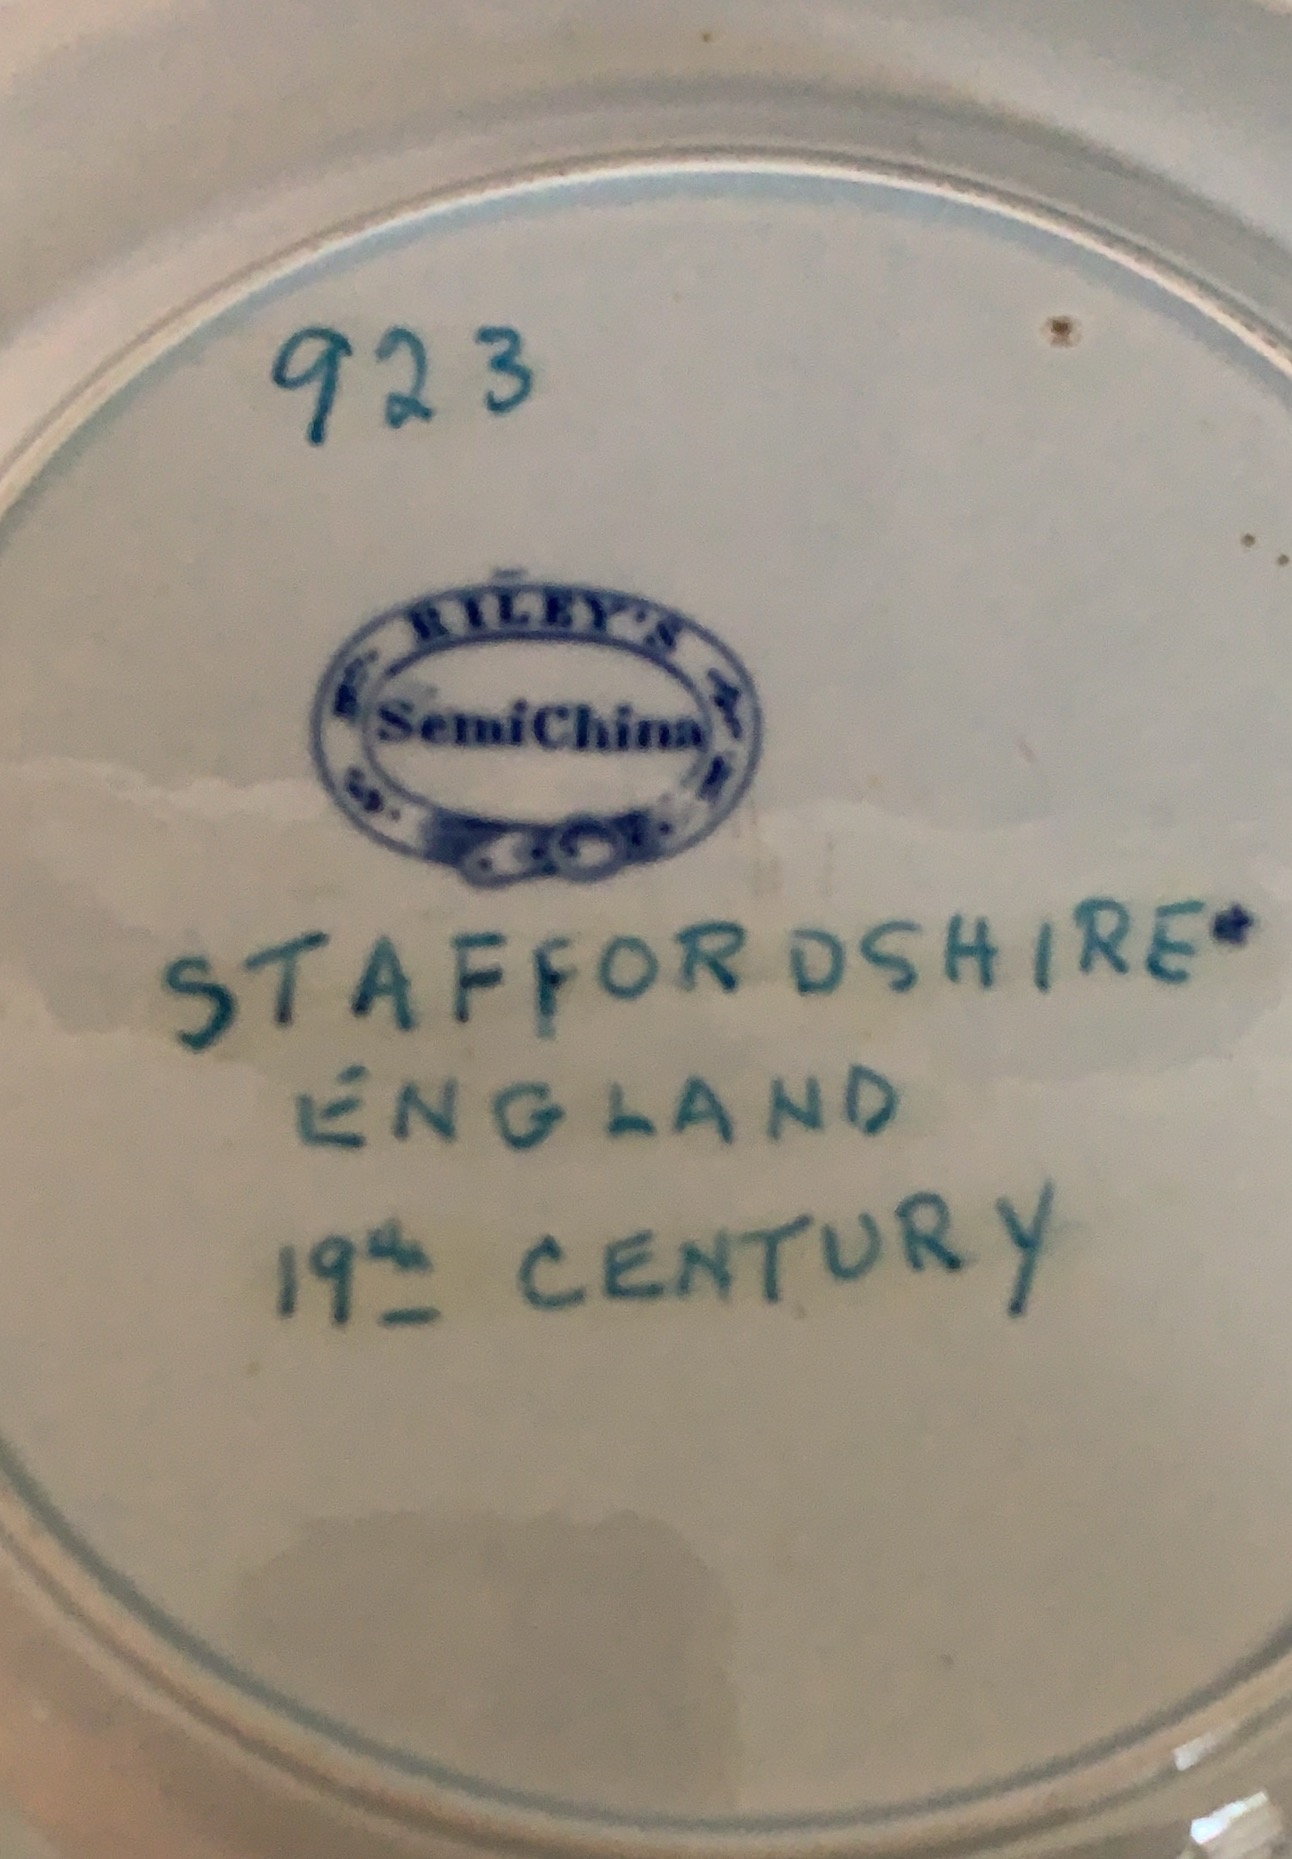 923
RILEY'S
SemiChina
STAFFORDSHIRE*
ENGLAND
19th CENTURY